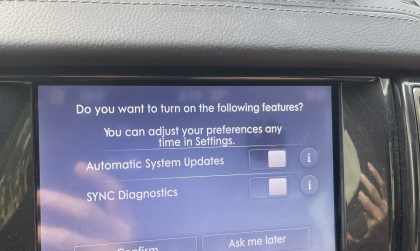 Do you want to turn on the following features?
You can adjust your preferences any
time in Settings.
Automatic System Updates
i
SYNC Diagnostics
i
Confirm
Ask me later